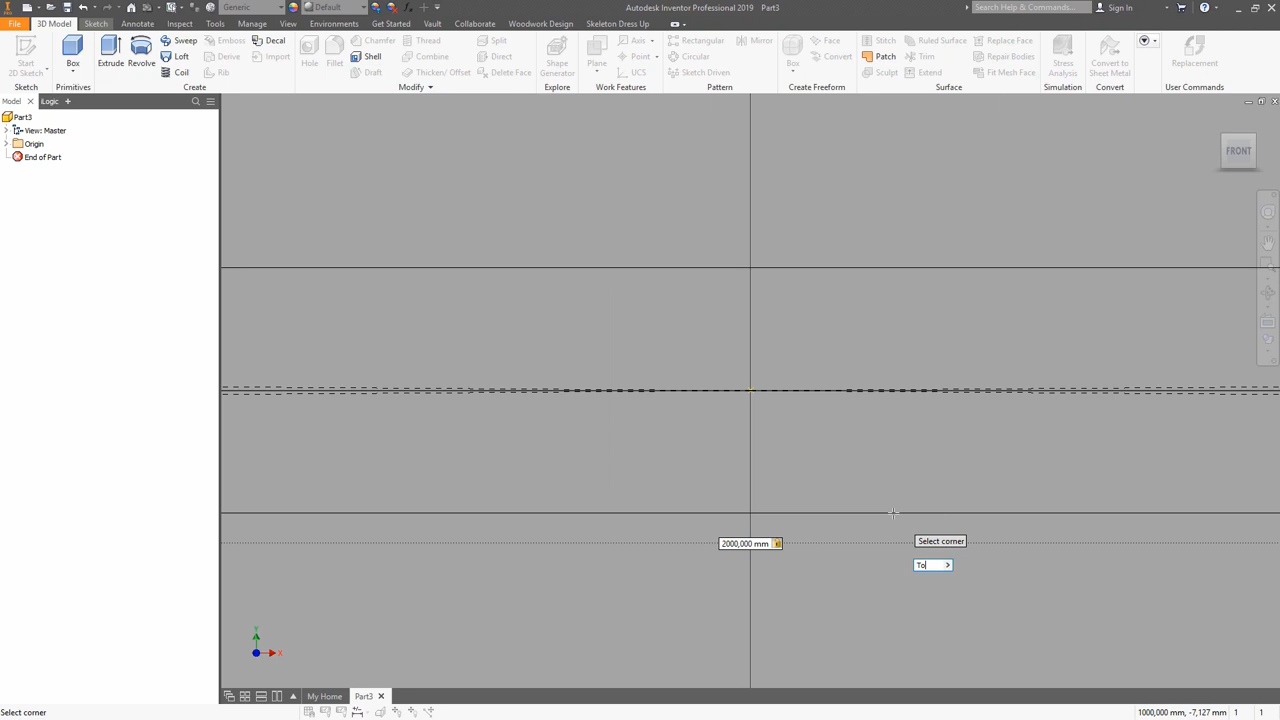 Generic Default Autodesk Inventor Professional 2019 Part3 Search Help & Commands... Sign In
File 3D Model Sketch Annotate Inspect Tools Manage View Environments Get Started Vault Collaborate Woodwork Design Skeleton Dress Up
Start
2D Sketch
Box
Extrude
Revolve
Sweep
Loft
Coil
Emboss
Derive
Rib
Decal
Import
Hole
Fillet
Chamfer
Shell
Draft
Thread
Combine
Thicken/ Offset
Split
Direct
Delete Face
Shape
Generator
Plane
Axis
Point
UCS
Rectangular
Circular
Sketch Driven
Mirror
Box
Face
Convert
Stitch
Patch
Sculpt
Ruled Surface
Trim
Extend
Replace Face
Repair Bodies
Fit Mesh Face
Stress
Analysis
Convert to
Sheet Metal
Replacement
Sketch Primitives Create Modify Explore Work Features Pattern Create Freeform Surface Simulation Convert User Commands
Model iLogic
Part3
View: Master
Origin
End of Part
FRONT
2000,000 mm
Select corner
To
Y
X
My Home Part3
Select corner 1000,000 mm, -7,127 mm 1 1